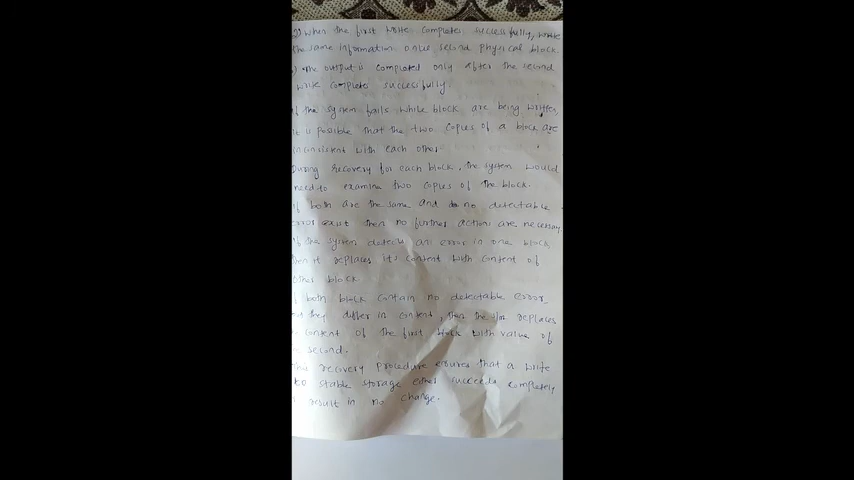 2) When the first write completes successfully, write
the same information onto second physical block.
3) The output is completed only after the second
write completes successfully.
If the system fails while block are being written,
it is possible that the two copies of a block are
inconsistent with each other.
During recovery for each block, the system would
need to examine two copies of the block.
If both are the same and no detectable
error exist then no further actions are necessary
If the system detects an error in one block,
then it replaces its content with content of
other block.
If both block contain no detectable error
but they differ in content, then the replaces
content of the first block with value of
second.
This recovery procedure ensures that a write
to stable storage either succeeds completely
result in no change.